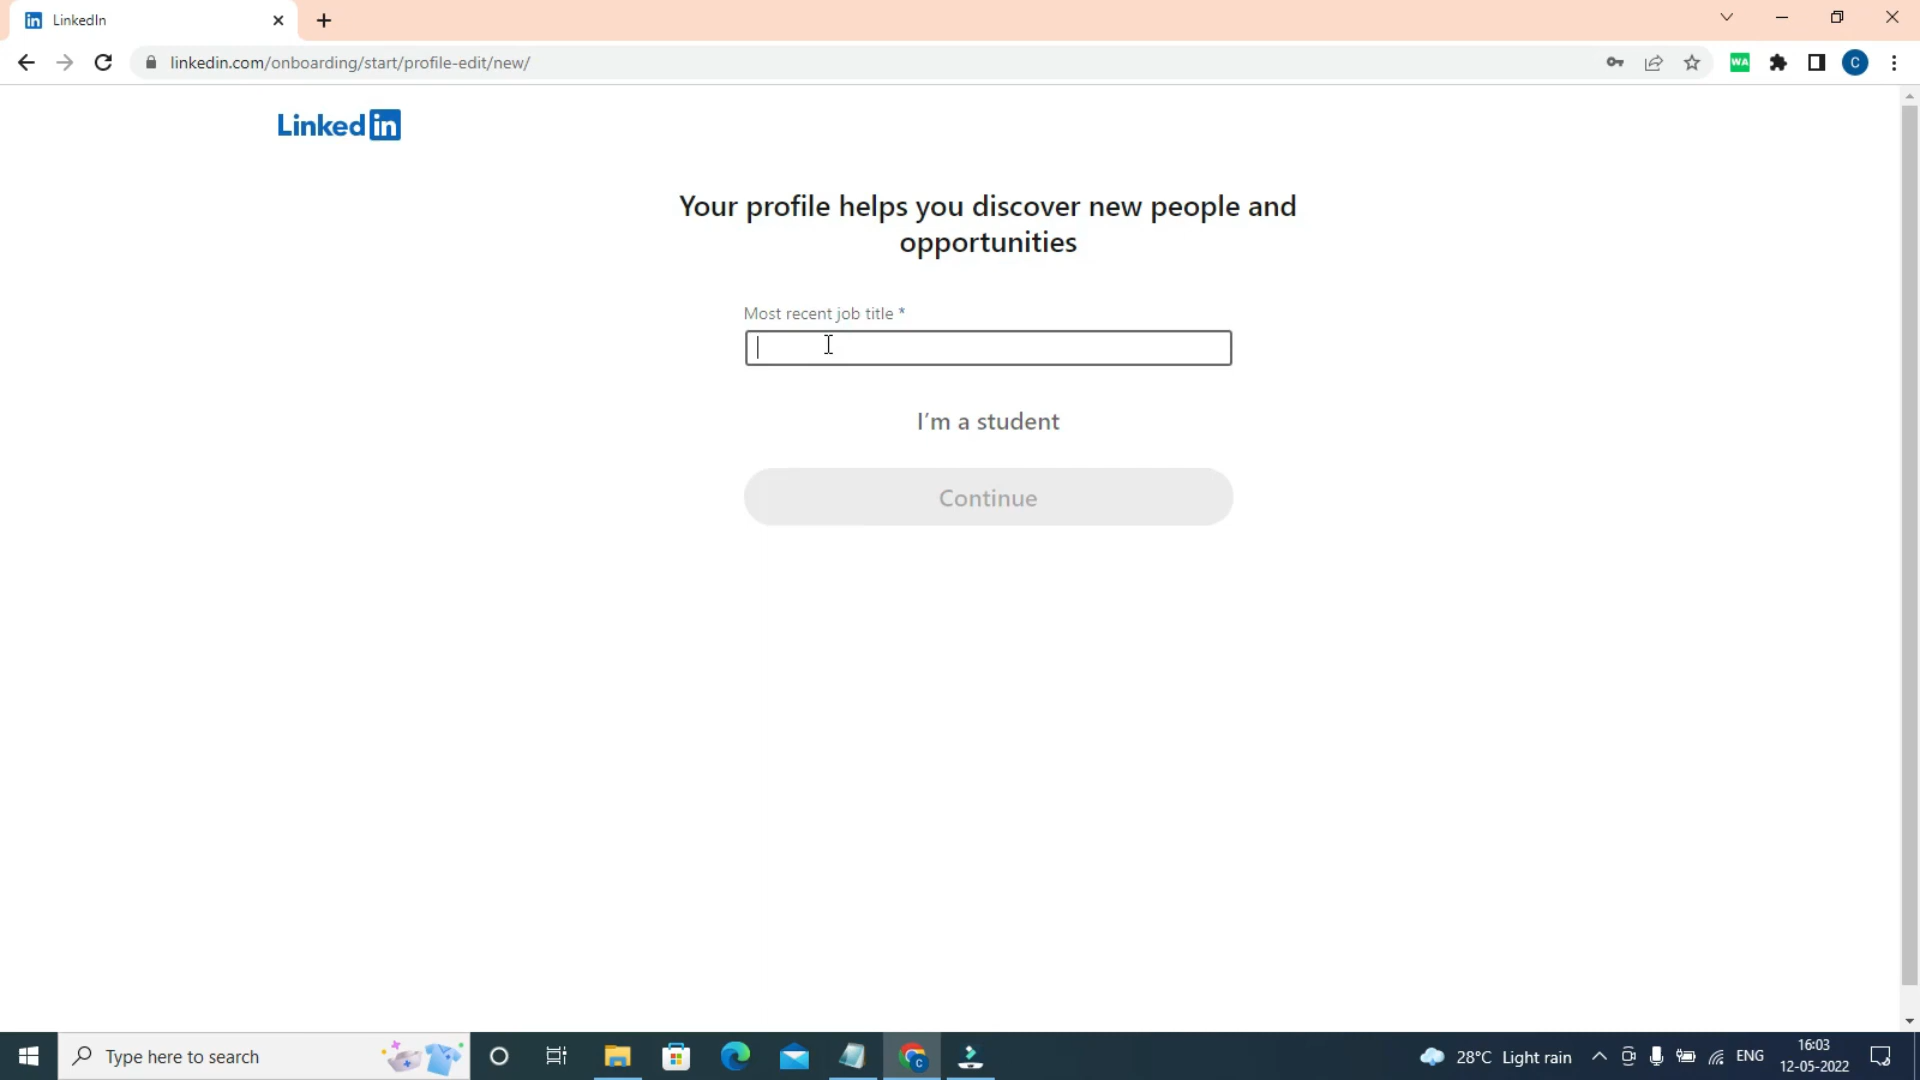 LinkedIn
linkedin.com/onboarding/start/profile-edit/new/
WA
C
Linked in
Your profile helps you discover new people and
opportunities
Most recent job title *
I'm a student
Continue
Type here to search
C
28°C Light rain
ENG
16:03
12-05-2022